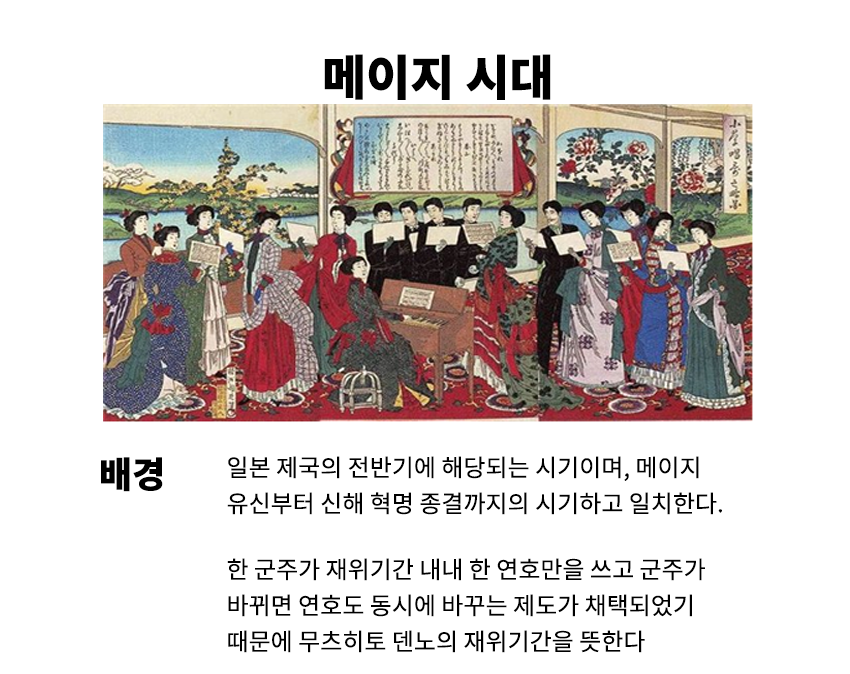 메이지 시대
小學唱歌之略圖
배경
일본 제국의 전반기에 해당되는 시기이며, 메이지
유신부터 신해 혁명 종결까지의 시기하고 일치한다.
한 군주가 재위기간 내내 한 연호만을 쓰고 군주가
바뀌면 연호도 동시에 바꾸는 제도가 채택되었기
때문에 무츠히토 덴노의 재위기간을 뜻한다